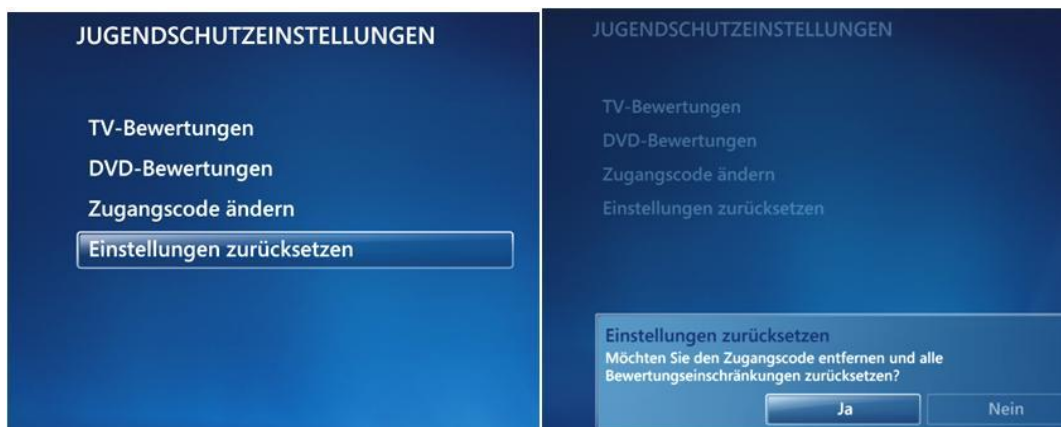 JUGENDSCHUTZEINSTELLUNGEN
TV-Bewertungen
DVD-Bewertungen
Zugangscode ändern
Einstellungen zurücksetzen
JUGENDSCHUTZEINSTELLUNGEN
TV-Bewertungen
DVD-Bewertungen
Zugangscode ändern
Einstellungen zurücksetzen
Einstellungen zurücksetzen
Möchten Sie den Zugangscode entfernen und alle
Bewertungseinschränkungen zurücksetzen?
Ja Nein